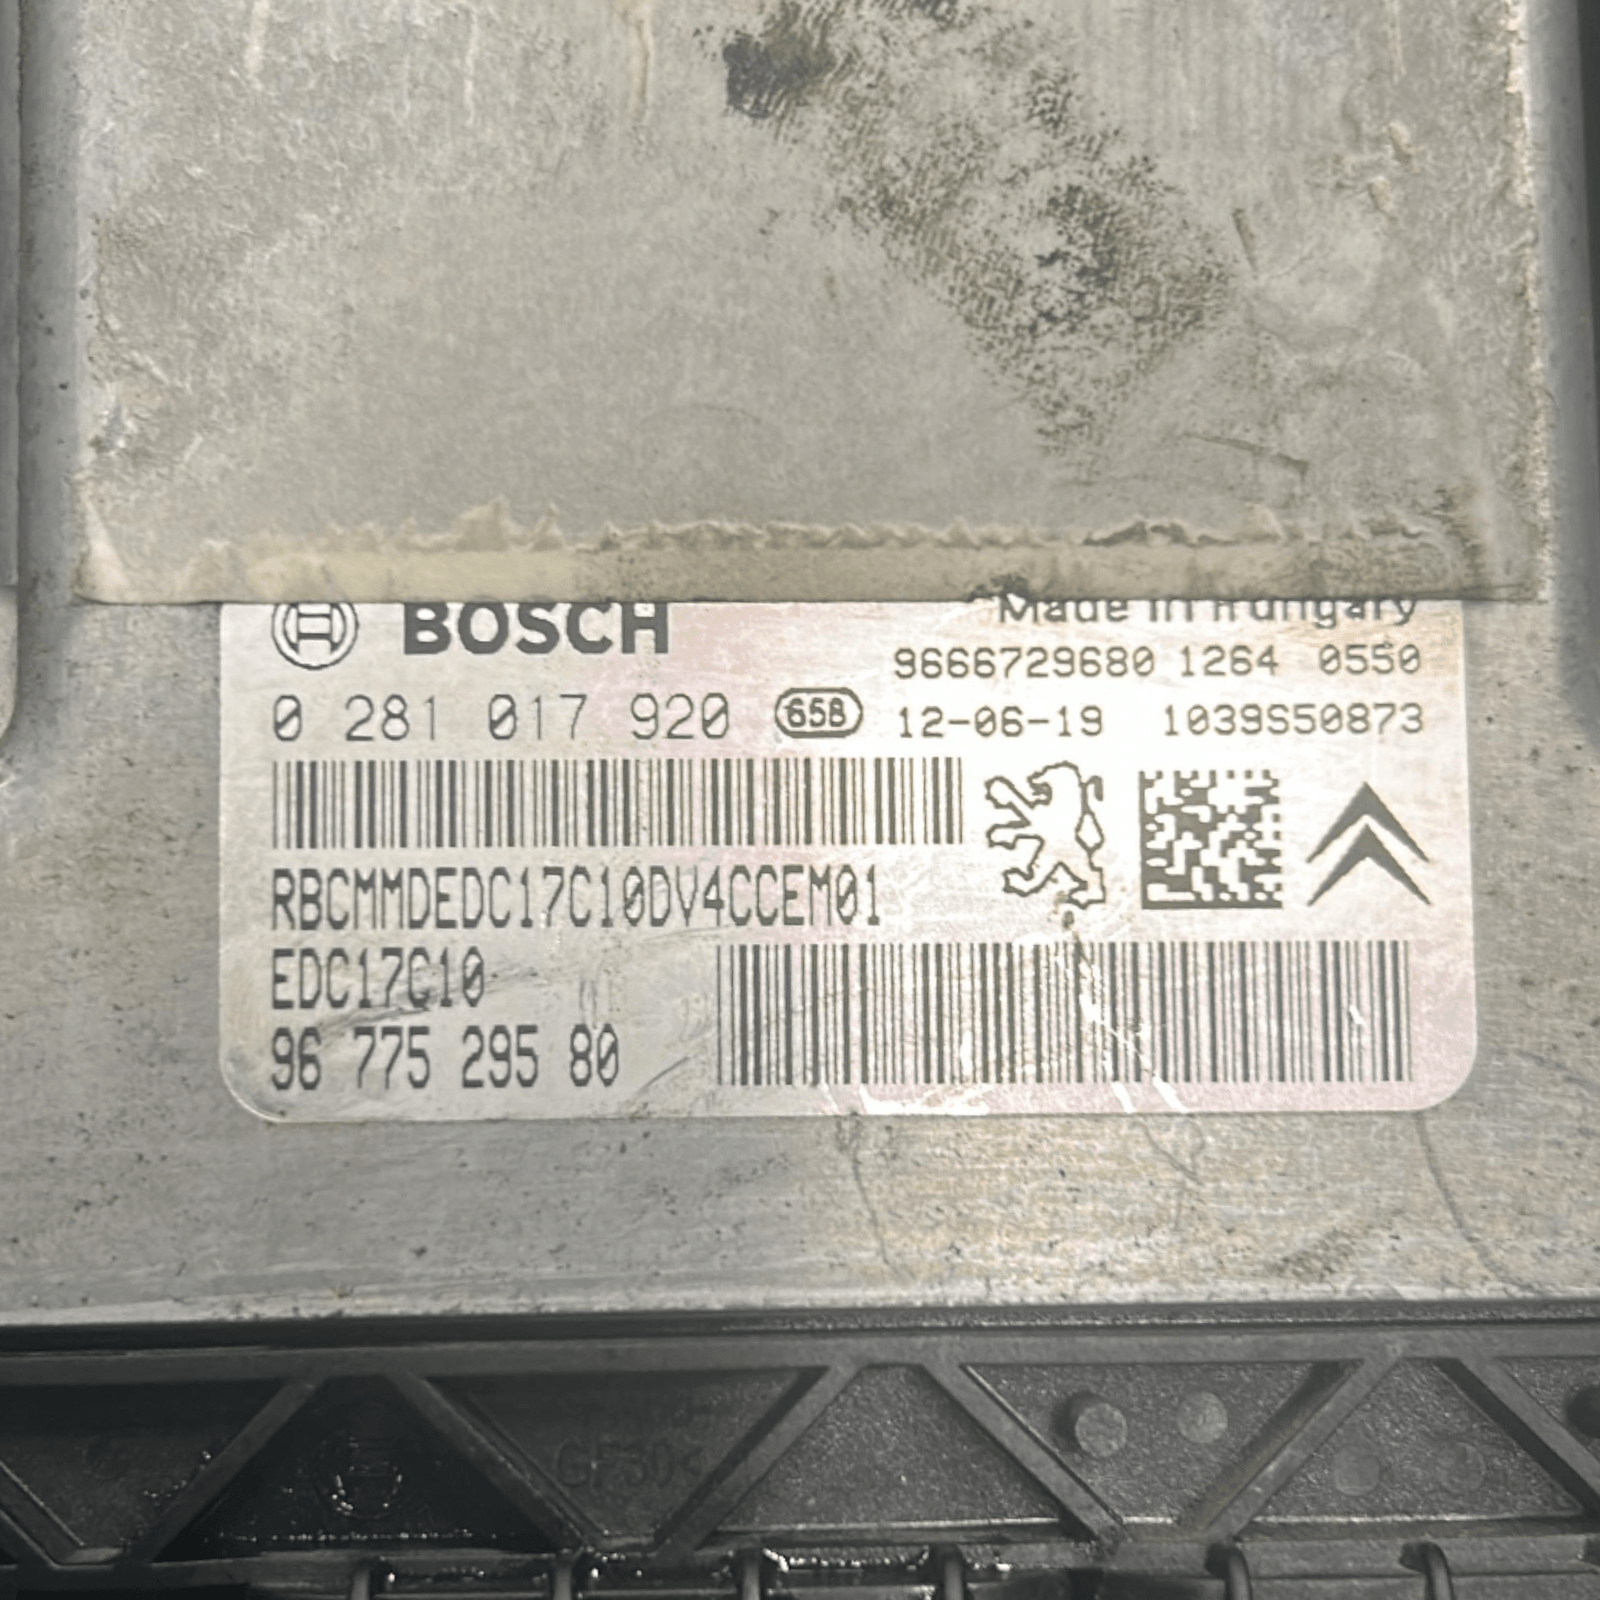 BOSCH
Made in Hungary
9666729680 1264 0550
0 281 017 920 65B 12-06-19 1039S50873
RBCMMDEDC17C10DV4CCEM01
EDC17C10
96 775 295 80